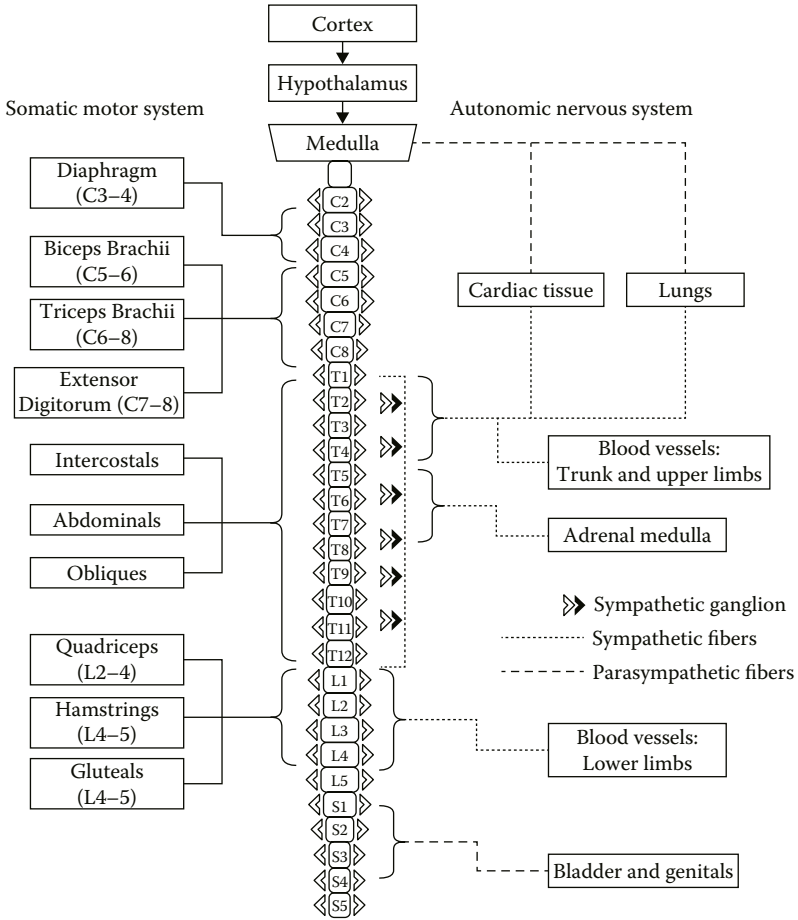 Cortex
Hypothalamus
Somatic motor system
Autonomic nervous system
Medulla
Diaphragm
(C3–4)
Biceps Brachii
(C5–6)
Triceps Brachii
(C6–8)
Extensor
Digitorum (C7–8)
Intercostals
Abdominals
Obliques
Quadriceps
(L2–4)
Hamstrings
(L4–5)
Gluteals
(L4–5)
C2
C3
C4
C5
C6
C7
C8
T1
T2
T3
T4
T5
T6
T7
T8
T9
T10
T11
T12
L1
L2
L3
L4
L5
S1
S2
S3
S4
S5
Cardiac tissue
Lungs
Blood vessels:
Trunk and upper limbs
Adrenal medulla
Sympathetic ganglion
Sympathetic fibers
Parasympathetic fibers
Blood vessels:
Lower limbs
Bladder and genitals